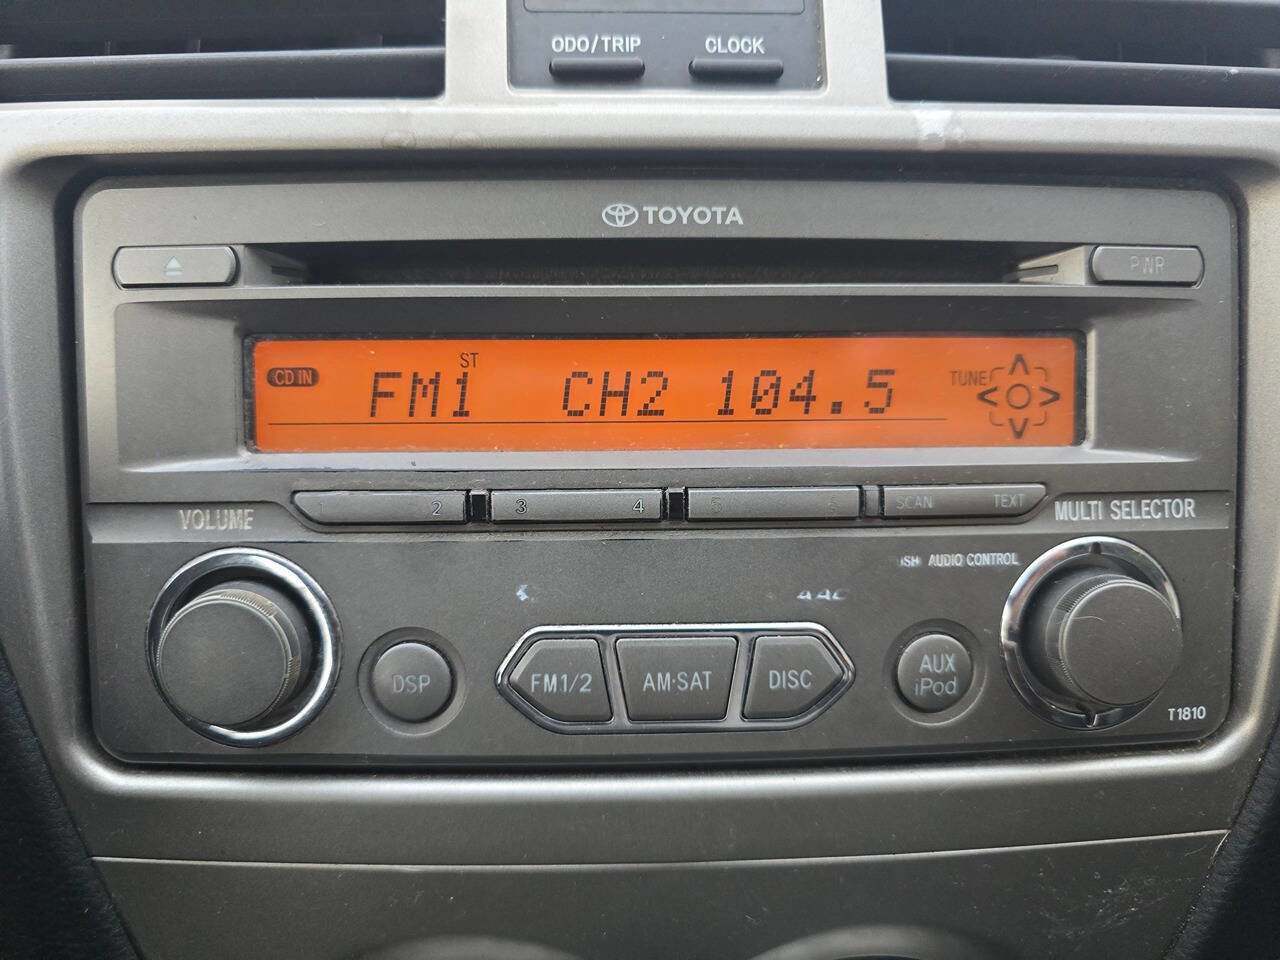 ODO/TRIP CLOCK
TOYOTA
PWR
CD IN
ST
FM1 CH2 104.5
TUNE
2 3 4 5 6 SCAN TEXT
VOLUME
MULTI SELECTOR
AUDIO CONTROL
DSP
FM1/2
AM·SAT
DISC
AUX
iPod
T1810